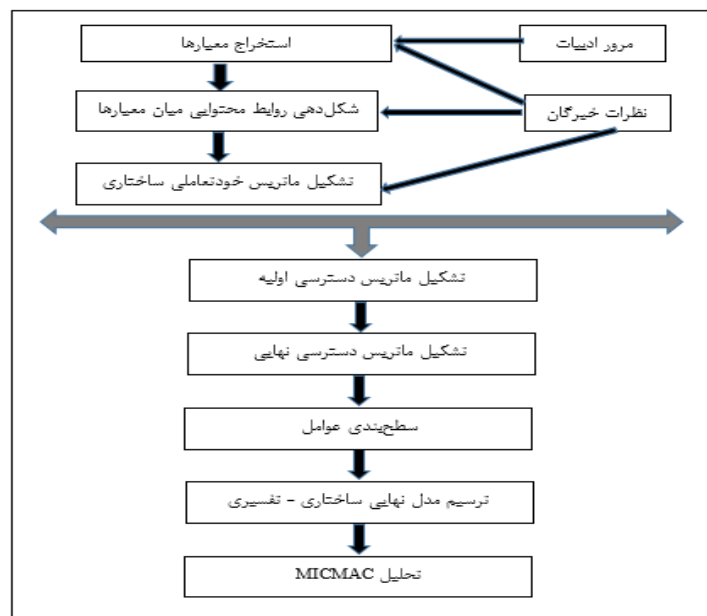 مرور ادبیات
استخراج معیارها
نظرات خبرگان
شکل‌دهی روابط محتوایی میان معیارها
تشکیل ماتریس خودتعاملی ساختاری
تشکیل ماتریس دسترسی اولیه
تشکیل ماتریس دسترسی نهایی
سطح‌بندی عوامل
ترسیم مدل نهایی ساختاری – تفسیری
تحلیل MICMAC